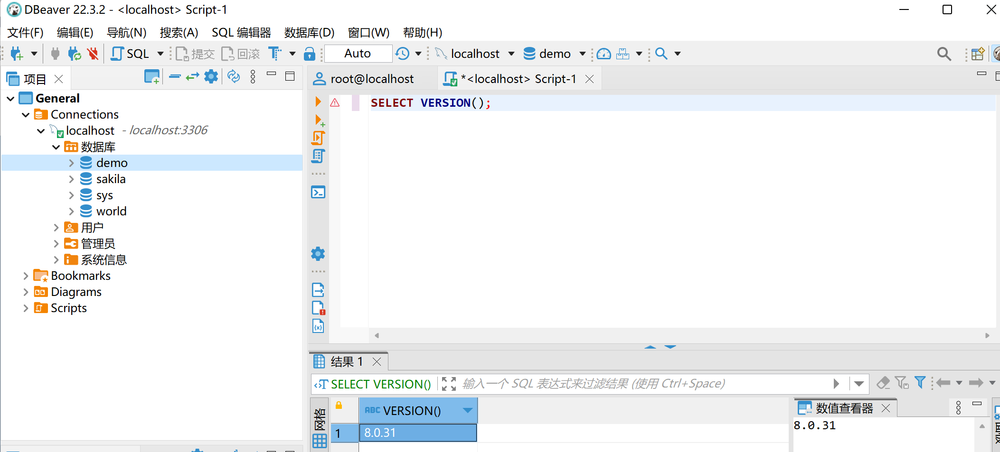 DBeaver 22.3.2 - <localhost> Script-1
文件(F) 编辑(E) 导航(N) 搜索(A) SQL 编辑器 数据库(D) 窗口(W) 帮助(H)
SQL 提交 回滚 Auto localhost demo
项目
General
Connections
localhost - localhost:3306
数据库
demo
sakila
sys
world
用户
管理员
系统信息
Bookmarks
Diagrams
Scripts
root@localhost *<localhost> Script-1
SELECT VERSION();
结果 1
SELECT VERSION() 输入一个 SQL 表达式来过滤结果 (使用 Ctrl+Space)
网格
ABC VERSION()
1 8.0.31
数值查看器
8.0.31